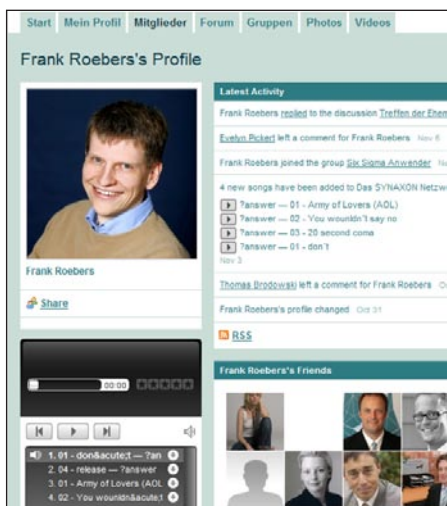 Start Mein Profil Mitglieder Forum Gruppen Photos Videos
Frank Roebers's Profile
Frank Roebers
Share
00:00
1. 01 - don&acute;t — ?an
2. 04 - release — ?answer
3. 01 - Army of Lovers (AOL
4. 02 - You wounldn&acute;t
Latest Activity
Frank Roebers replied to the discussion Treffen der Ehem
Evelyn Pickert left a comment for Frank Roebers Nov 6
Frank Roebers joined the group Six Sigma Anwender
4 new songs have been added to Das SYNAXON Netzw
?answer — 01 - Army of Lovers (AOL)
?answer — 02 - You wounldn't say no
?answer — 03 - 20 second coma
?answer — 01 - don´t
Nov 3
Thomas Brodowski left a comment for Frank Roebers
Frank Roebers's profile changed Oct 31
RSS
Frank Roebers's Friends